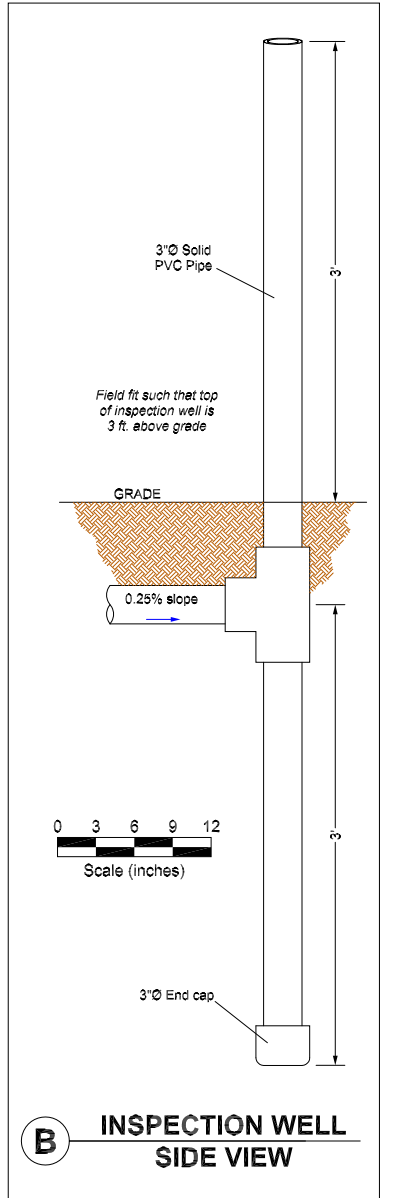 3"Ø Solid
PVC Pipe
3'
Field fit such that top
of inspection well is
3 ft. above grade
GRADE
0.25% slope
0 3 6 9 12
Scale (inches)
3'
3"Ø End cap
B
INSPECTION WELL
SIDE VIEW